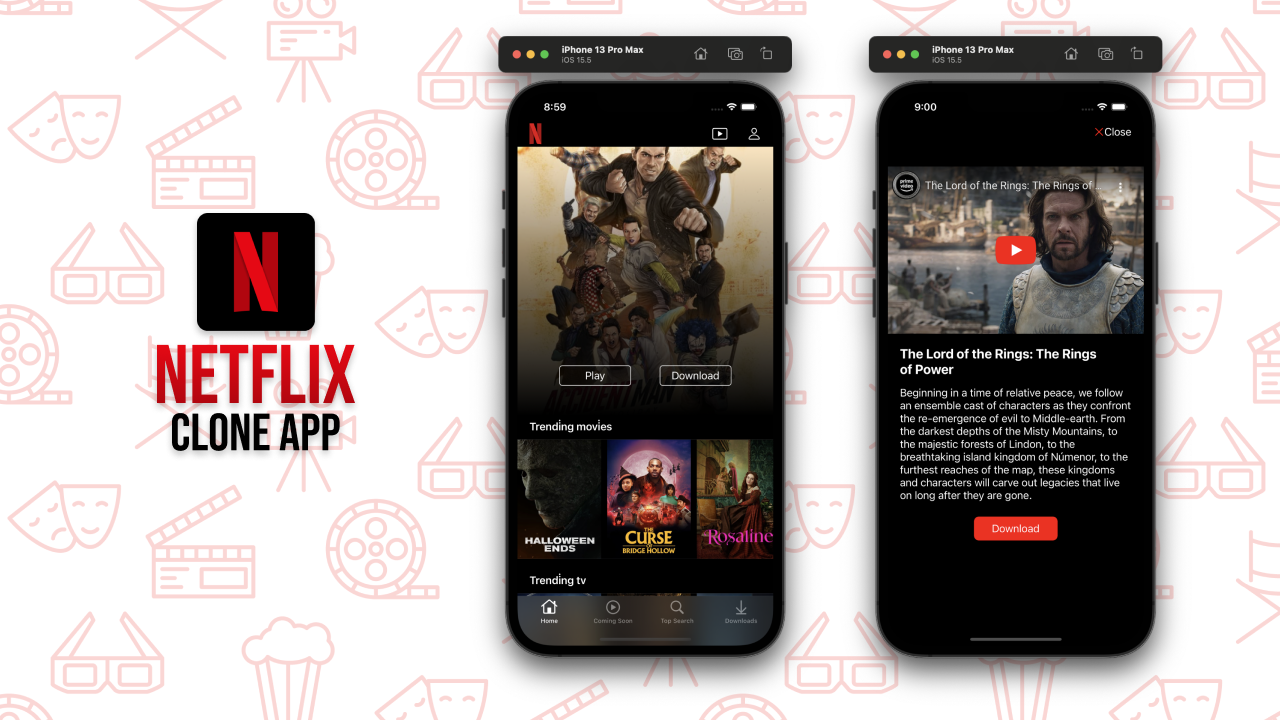 NETFLIX
CLONE APP
iPhone 13 Pro Max
iOS 15.5
8:59
N
Play
Download
Trending movies
HALLOWEEN
ENDS
THE
CURSE
OF
BRIDGE HOLLOW
Rosaline
Trending tv
Home
Coming Soon
Top Search
Downloads
iPhone 13 Pro Max
iOS 15.5
9:00
Close
prime
video
The Lord of the Rings: The Rings of ...
The Lord of the Rings: The Rings
of Power
Beginning in a time of relative peace, we follow
an ensemble cast of characters as they confront
the re-emergence of evil to Middle-earth. From
the darkest depths of the Misty Mountains, to
the majestic forests of Lindon, to the
breathtaking island kingdom of Númenor, to the
furthest reaches of the map, these kingdoms
and characters will carve out legacies that live
on long after they are gone.
Download